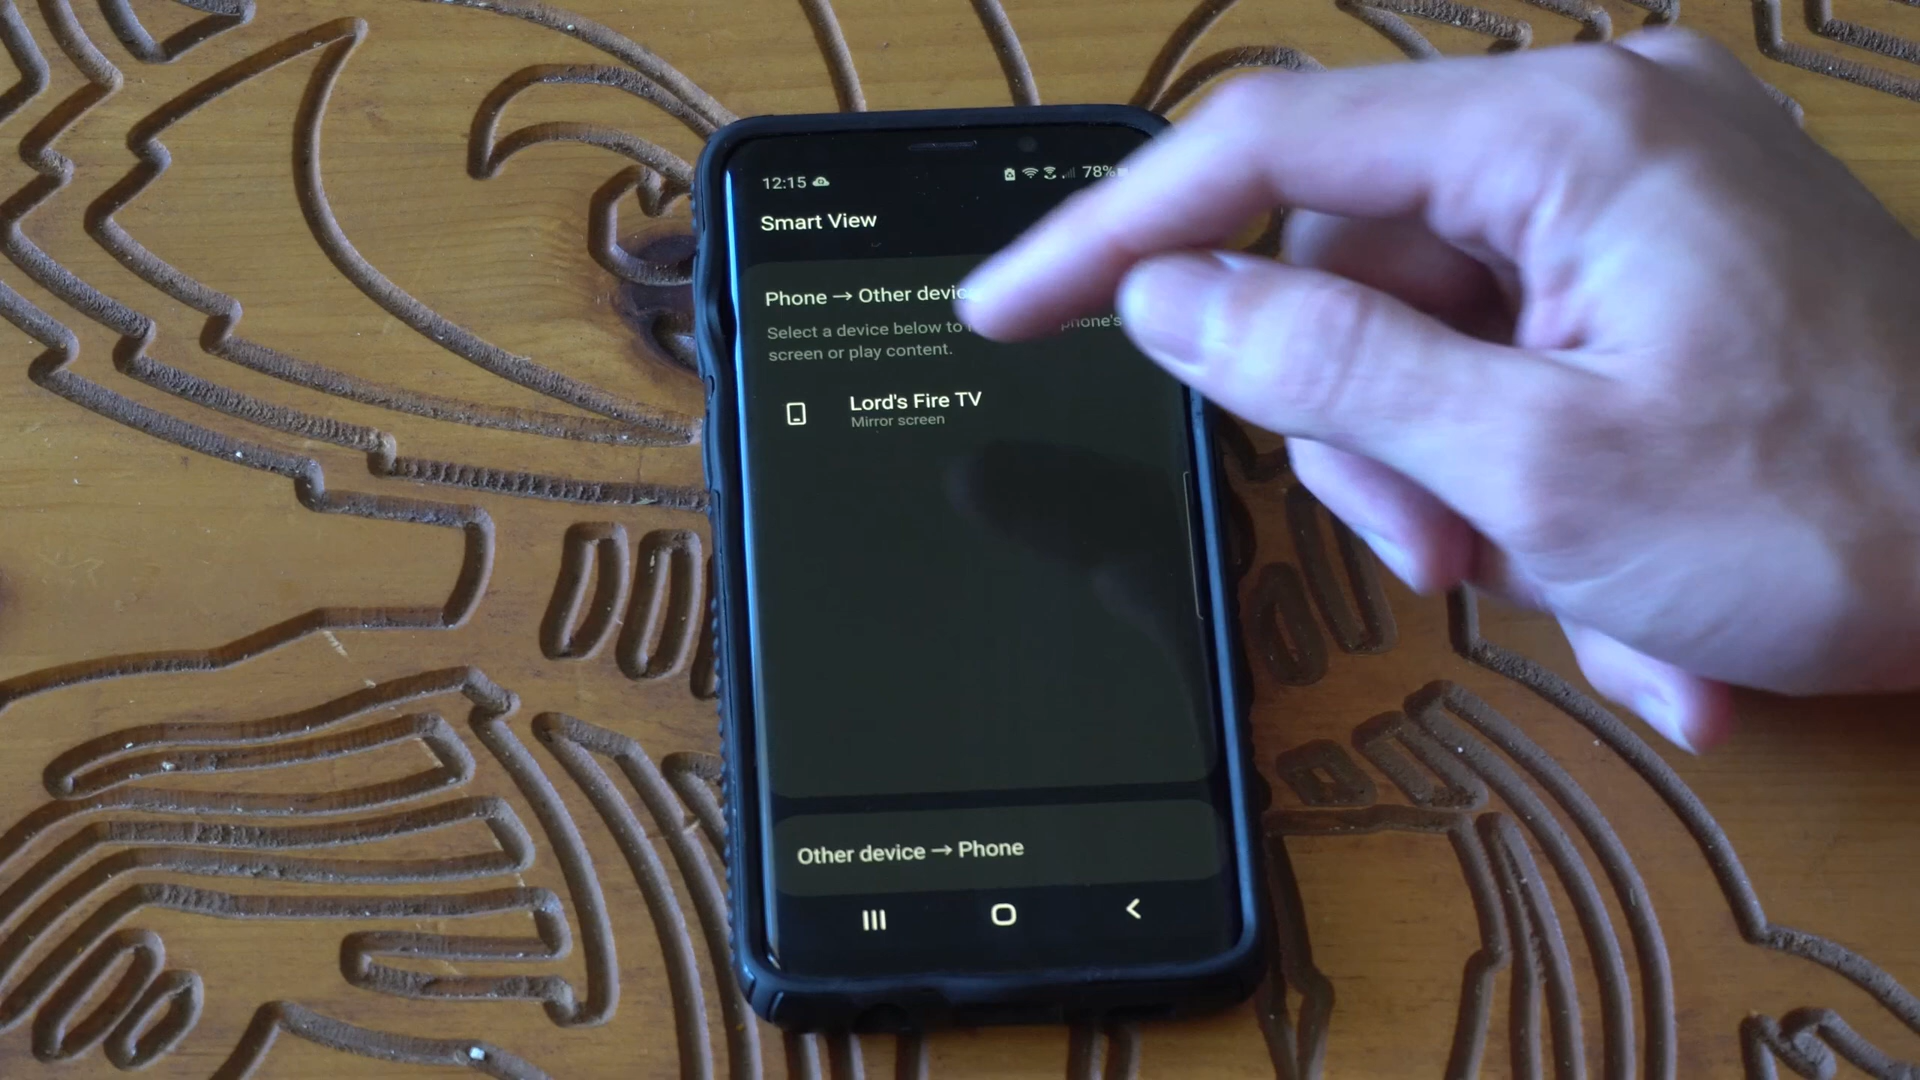 12:15 78%
Smart View
Phone → Other devic
Select a device below to phone's
screen or play content.
Lord's Fire TV
Mirror screen
Other device → Phone